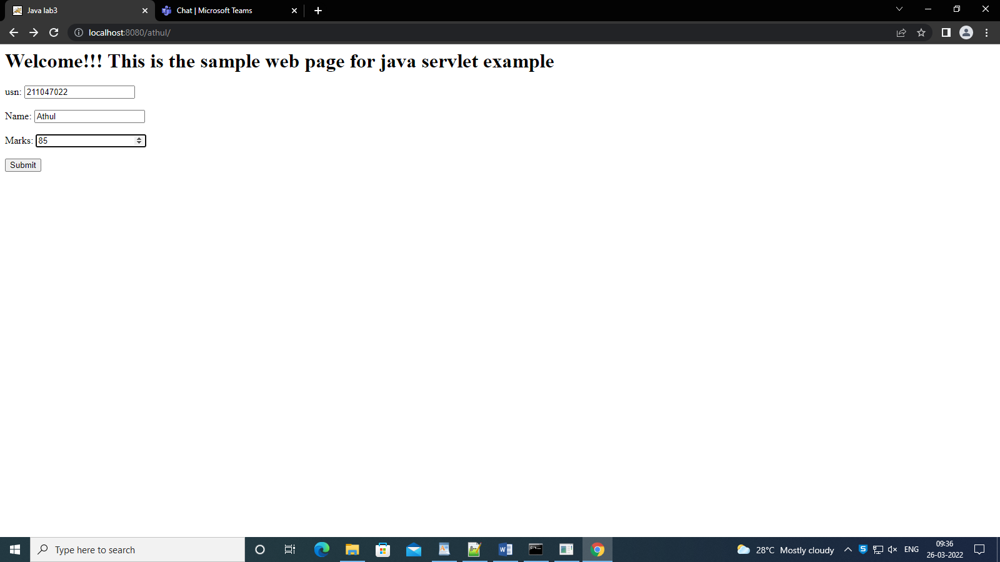 Java lab3
Chat | Microsoft Teams
localhost:8080/athul/
Welcome!!! This is the sample web page for java servlet example
usn: 211047022
Name: Athul
Marks: 85
Submit
Type here to search
28°C Mostly cloudy
ENG
09:36
26-03-2022